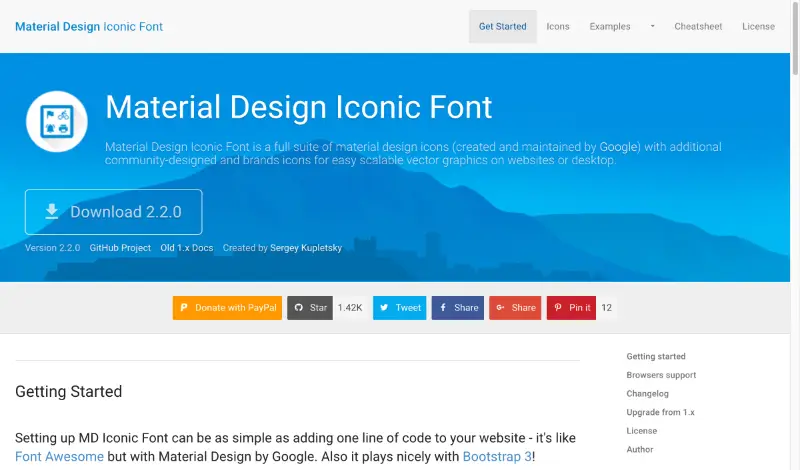 Material Design Iconic Font
Get Started
Icons
Examples
Cheatsheet
License
Material Design Iconic Font
Material Design Iconic Font is a full suite of material design icons (created and maintained by Google) with additional
community-designed and brands icons for easy scalable vector graphics on websites or desktop.
Download 2.2.0
Version 2.2.0 GitHub Project Old 1.x Docs Created by Sergey Kupletsky
Donate with PayPal
Star 1.42K
Tweet
Share
Share
Pin it 12
Getting Started
Setting up MD Iconic Font can be as simple as adding one line of code to your website - it's like
Font Awesome but with Material Design by Google. Also it plays nicely with Bootstrap 3!
Getting started
Browsers support
Changelog
Upgrade from 1.x
License
Author